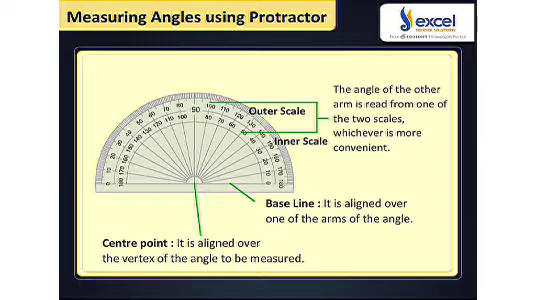 Measuring Angles using Protractor
excel
SCHOOL SOLUTIONS
The angle of the other
arm is read from one of
the two scales,
whichever is more
convenient.
Outer Scale
Inner Scale
Base Line : It is aligned over
one of the arms of the angle.
Centre point : It is aligned over
the vertex of the angle to be measured.